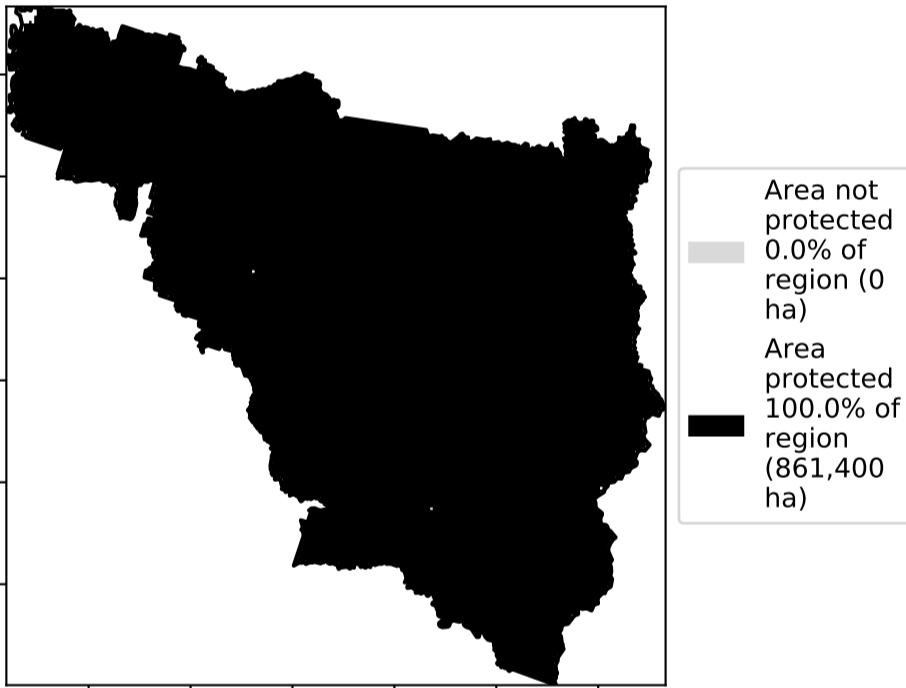 Area not
protected
0.0% of
region (0
ha)
Area
protected
100.0% of
region
(861,400
ha)